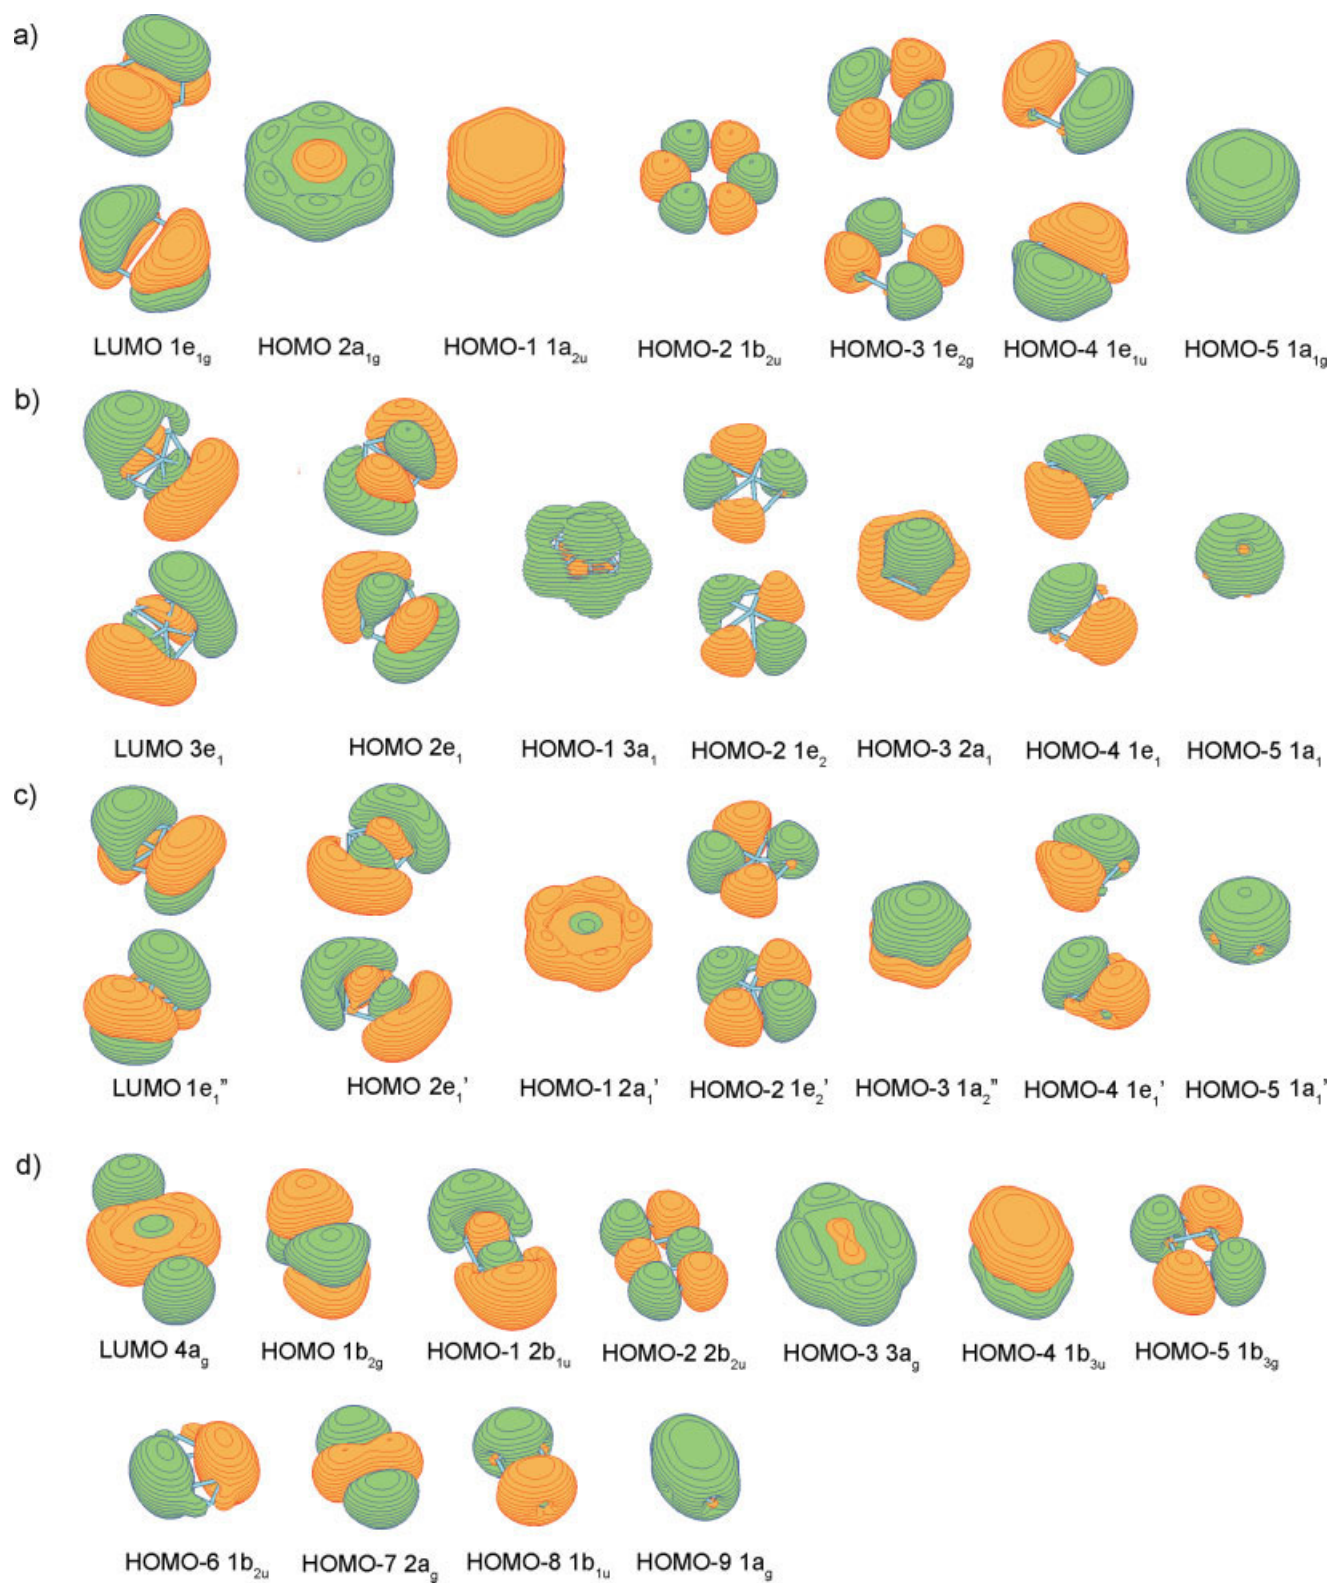 a)
LUMO 1e1g HOMO 2a1g HOMO-1 1a2u HOMO-2 1b2u HOMO-3 1e2g HOMO-4 1e1u HOMO-5 1a1g
b)
LUMO 3e1 HOMO 2e1 HOMO-1 3a1 HOMO-2 1e2 HOMO-3 2a1 HOMO-4 1e1 HOMO-5 1a1
c)
LUMO 1e1" HOMO 2e1' HOMO-1 2a1' HOMO-2 1e2' HOMO-3 1a2" HOMO-4 1e1' HOMO-5 1a1'
d)
LUMO 4ag HOMO 1b2g HOMO-1 2b1u HOMO-2 2b2u HOMO-3 3ag HOMO-4 1b3u HOMO-5 1b3g
HOMO-6 1b2u HOMO-7 2ag HOMO-8 1b1u HOMO-9 1ag